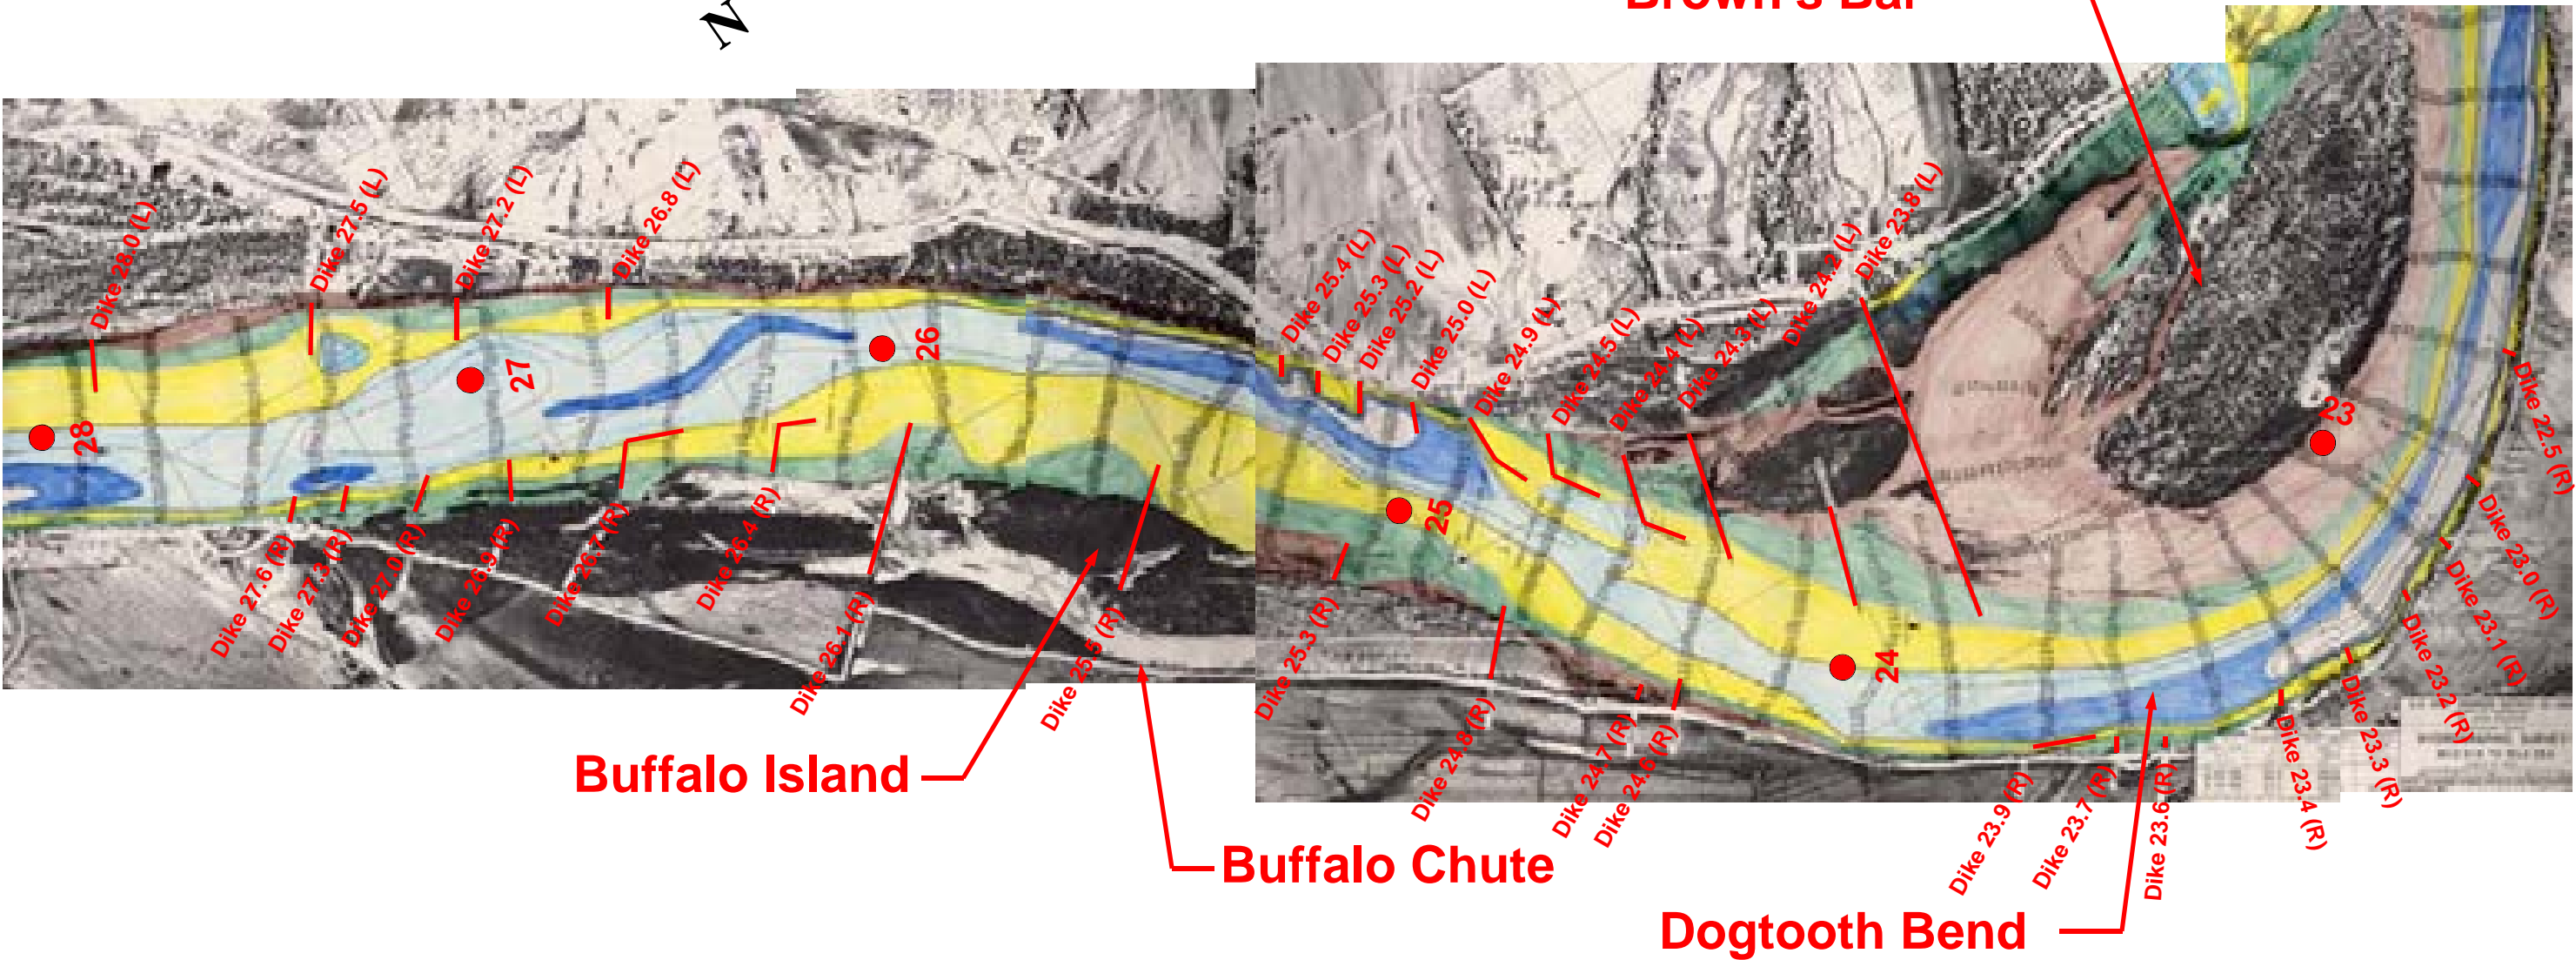 N
Brown's Bar
Dike 28.0 (L)
Dike 27.5 (L)
Dike 27.2 (L)
Dike 26.8 (L)
Dike 25.4 (L)
Dike 25.3 (L)
Dike 25.2 (L)
Dike 25.0 (L)
Dike 24.9 (L)
Dike 24.5 (L)
Dike 24.4 (L)
Dike 24.3 (L)
Dike 24.2 (L)
Dike 23.8 (L)
28
27
26
25
24
23
Dike 27.6 (R)
Dike 27.3 (R)
Dike 27.0 (R)
Dike 26.9 (R)
Dike 26.7 (R)
Dike 26.4 (R)
Dike 26.1 (R)
Dike 25.5 (R)
Dike 25.3 (R)
Dike 24.8 (R)
Dike 24.7 (R)
Dike 24.6 (R)
Dike 23.9 (R)
Dike 23.7 (R)
Dike 23.6 (R)
Dike 23.4 (R)
Dike 23.3 (R)
Dike 23.2 (R)
Dike 23.1 (R)
Dike 23.0 (R)
Dike 22.5 (R)
Buffalo Island
Buffalo Chute
Dogtooth Bend